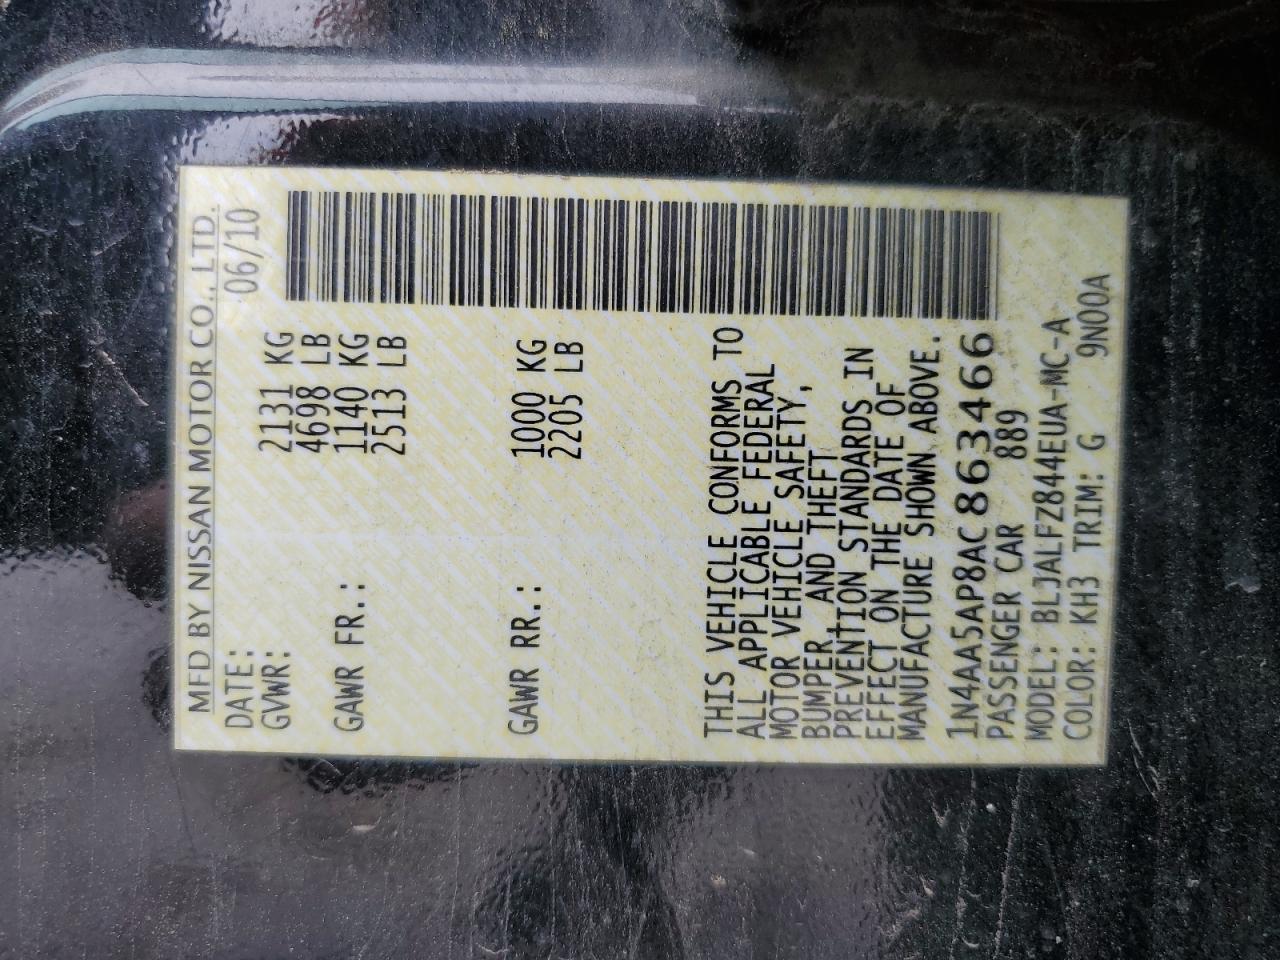 MFD BY NISSAN MOTOR CO., LTD.
DATE: 06/10
GVWR: 2131 KG
4698 LB
GAWR FR.: 1140 KG
2513 LB
GAWR RR.: 1000 KG
2205 LB
THIS VEHICLE CONFORMS TO
ALL APPLICABLE FEDERAL
MOTOR VEHICLE SAFETY,
BUMPER, AND THEFT
PREVENTION STANDARDS IN
EFFECT ON THE DATE OF
MANUFACTURE SHOWN ABOVE.
1N4AA5AP8AC863466
PASSENGER CAR 889
MODEL: BLJALFZ844EUA-MC-A
COLOR: KH3 TRIM: G 9N00A